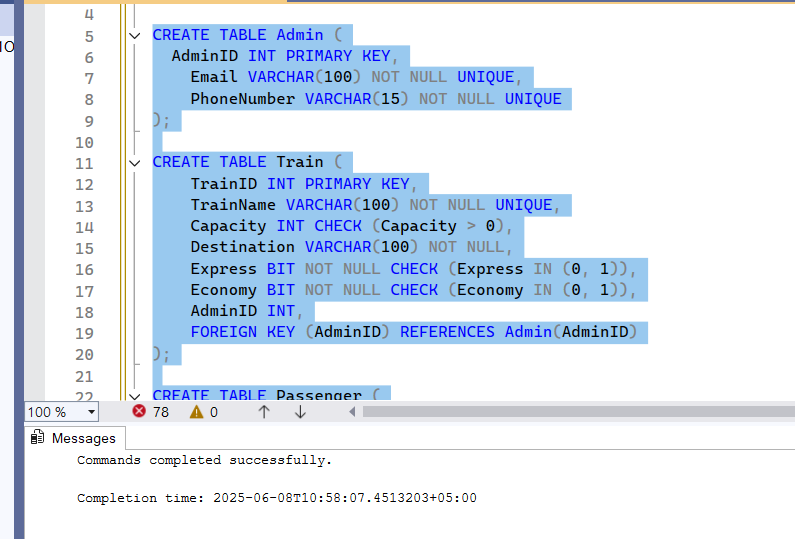 4
IO
5 CREATE TABLE Admin (
6 AdminID INT PRIMARY KEY,
7 Email VARCHAR(100) NOT NULL UNIQUE,
8 PhoneNumber VARCHAR(15) NOT NULL UNIQUE
9 );
10
11 CREATE TABLE Train (
12 TrainID INT PRIMARY KEY,
13 TrainName VARCHAR(100) NOT NULL UNIQUE,
14 Capacity INT CHECK (Capacity > 0),
15 Destination VARCHAR(100) NOT NULL,
16 Express BIT NOT NULL CHECK (Express IN (0, 1)),
17 Economy BIT NOT NULL CHECK (Economy IN (0, 1)),
18 AdminID INT,
19 FOREIGN KEY (AdminID) REFERENCES Admin(AdminID)
20 );
21
22 CREATE TABLE Passenger (
100 % 78 0
Messages
Commands completed successfully.
Completion time: 2025-06-08T10:58:07.4513203+05:00